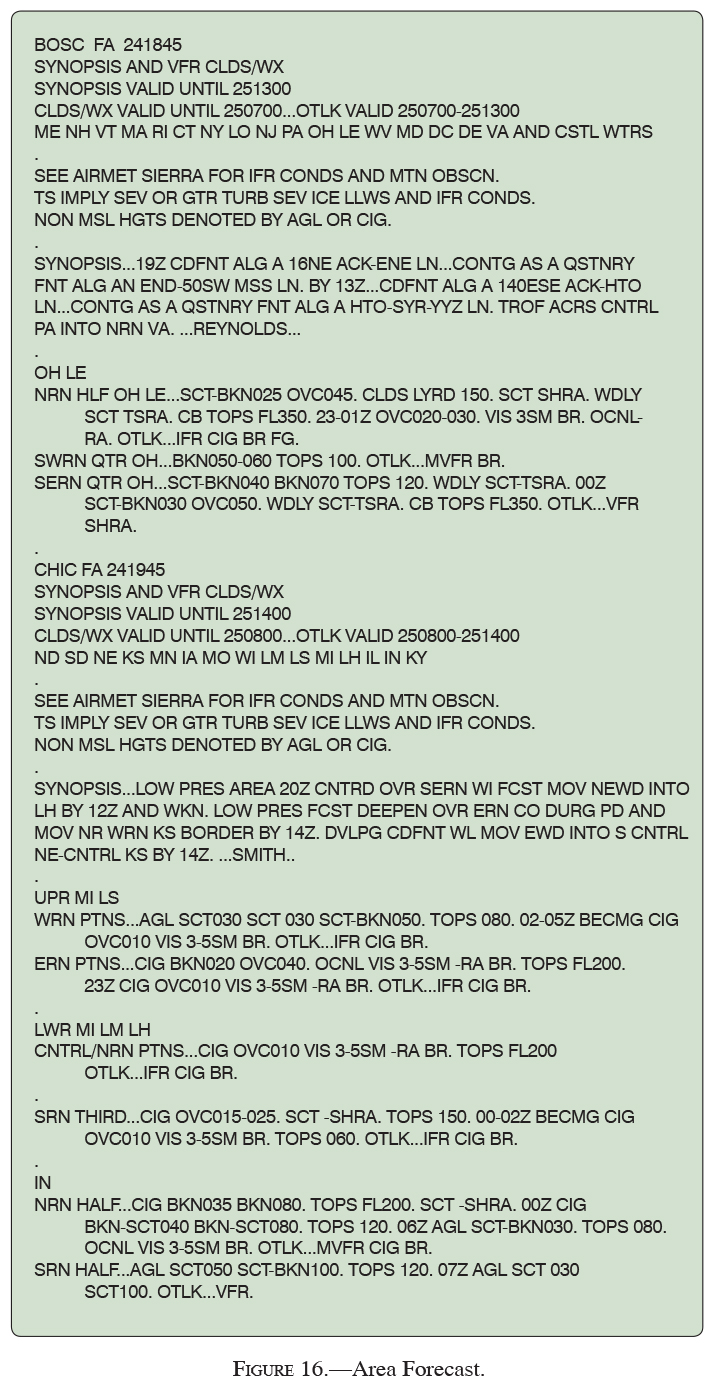 BOSC FA 241845
SYNOPSIS AND VFR CLDS/WX
SYNOPSIS VALID UNTIL 251300
CLDS/WX VALID UNTIL 250700...OTLK VALID 250700-251300
ME NH VT MA RI CT NY LO NJ PA OH LE WV MD DC DE VA AND CSTL WTRS
.
SEE AIRMET SIERRA FOR IFR CONDS AND MTN OBSCN.
TS IMPLY SEV OR GTR TURB SEV ICE LLWS AND IFR CONDS.
NON MSL HGTS DENOTED BY AGL OR CIG.
.
SYNOPSIS...19Z CDFNT ALG A 16NE ACK-ENE LN...CONTG AS A QSTNRY
FNT ALG AN END-50SW MSS LN. BY 13Z...CDFNT ALG A 140ESE ACK-HTO
LN...CONTG AS A QSTNRY FNT ALG A HTO-SYR-YYZ LN. TROF ACRS CNTRL
PA INTO NRN VA. ...REYNOLDS...
.
OH LE
NRN HLF OH LE...SCT-BKN025 OVC045. CLDS LYRD 150. SCT SHRA. WDLY
SCT TSRA. CB TOPS FL350. 23-01Z OVC020-030. VIS 3SM BR. OCNL-
RA. OTLK...IFR CIG BR FG.
SWRN QTR OH...BKN050-060 TOPS 100. OTLK...MVFR BR.
SERN QTR OH...SCT-BKN040 BKN070 TOPS 120. WDLY SCT-TSRA. 00Z
SCT-BKN030 OVC050. WDLY SCT-TSRA. CB TOPS FL350. OTLK...VFR
SHRA.
.
CHIC FA 241945
SYNOPSIS AND VFR CLDS/WX
SYNOPSIS VALID UNTIL 251400
CLDS/WX VALID UNTIL 250800...OTLK VALID 250800-251400
ND SD NE KS MN IA MO WI LM LS MI LH IL IN KY
.
SEE AIRMET SIERRA FOR IFR CONDS AND MTN OBSCN.
TS IMPLY SEV OR GTR TURB SEV ICE LLWS AND IFR CONDS.
NON MSL HGTS DENOTED BY AGL OR CIG.
.
SYNOPSIS...LOW PRES AREA 20Z CNTRD OVR SERN WI FCST MOV NEWD INTO
LH BY 12Z AND WKN. LOW PRES FCST DEEPEN OVR ERN CO DURG PD AND
MOV NR WRN KS BORDER BY 14Z. DVLPG CDFNT WL MOV EWD INTO S CNTRL
NE-CNTRL KS BY 14Z. ...SMITH..
.
UPR MI LS
WRN PTNS...AGL SCT030 SCT 030 SCT-BKN050. TOPS 080. 02-05Z BECMG CIG
OVC010 VIS 3-5SM BR. OTLK...IFR CIG BR.
ERN PTNS...CIG BKN020 OVC040. OCNL VIS 3-5SM -RA BR. TOPS FL200.
23Z CIG OVC010 VIS 3-5SM -RA BR. OTLK...IFR CIG BR.
.
LWR MI LM LH
CNTRL/NRN PTNS...CIG OVC010 VIS 3-5SM -RA BR. TOPS FL200
OTLK...IFR CIG BR.
.
SRN THIRD...CIG OVC015-025. SCT -SHRA. TOPS 150. 00-02Z BECMG CIG
OVC010 VIS 3-5SM BR. TOPS 060. OTLK...IFR CIG BR.
.
IN
NRN HALF...CIG BKN035 BKN080. TOPS FL200. SCT -SHRA. 00Z CIG
BKN-SCT040 BKN-SCT080. TOPS 120. 06Z AGL SCT-BKN030. TOPS 080.
OCNL VIS 3-5SM BR. OTLK...MVFR CIG BR.
SRN HALF...AGL SCT050 SCT-BKN100. TOPS 120. 07Z AGL SCT 030
SCT100. OTLK...VFR.
FIGURE 16.—Area Forecast.